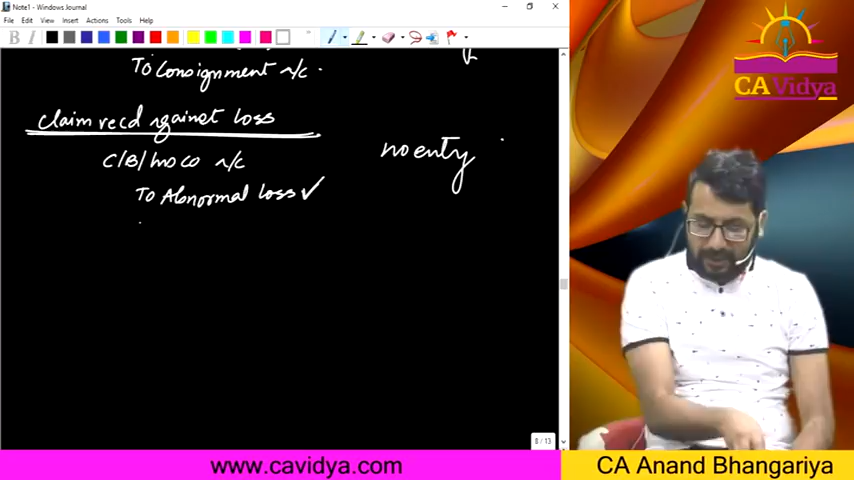 Note1 - Windows Journal
File Edit View Insert Actions Tools Help
B I
To Consignment A/c.
Claim recd against loss
C/B/Ins co A/c
no enty
To Abnormal loss ✓
8 / 13
CA Vidya
www.cavidya.com
CA Anand Bhangariya